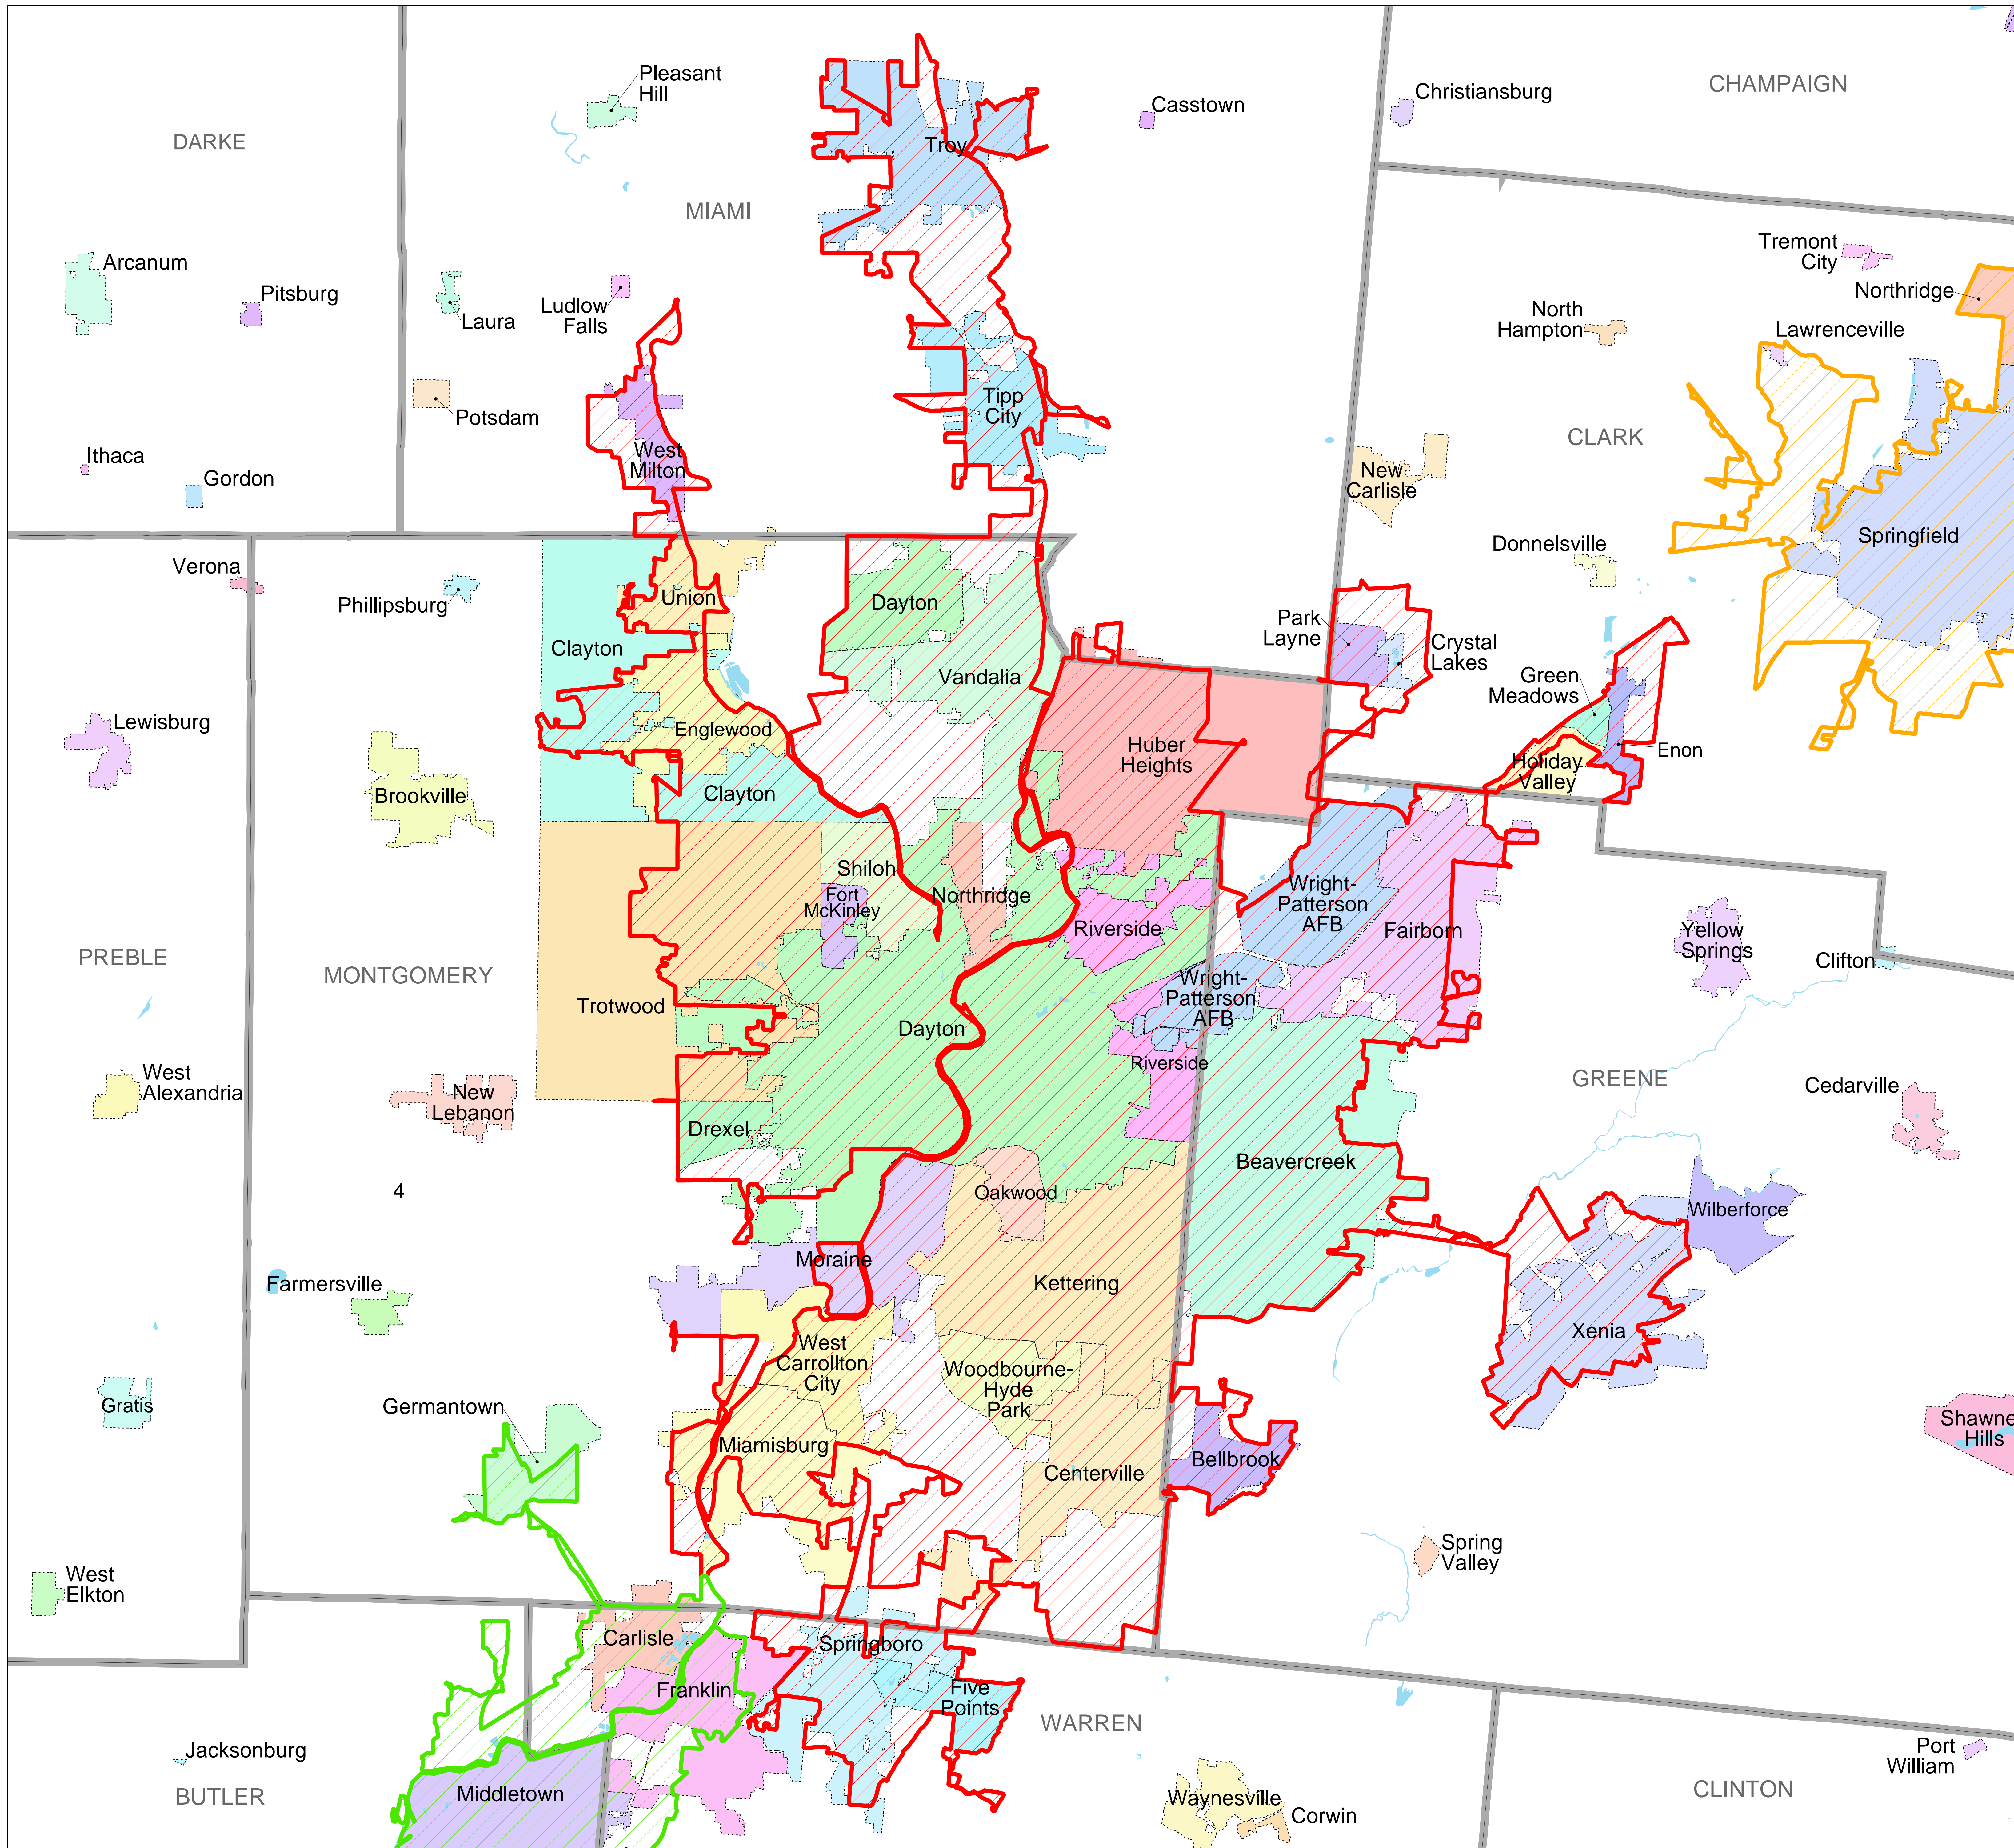 Pleasant
Hill
Casstown
Christiansburg
CHAMPAIGN
DARKE
Troy
MIAMI
Tremont
City
Arcanum
Pitsburg
Laura
Ludlow
Falls
Northridge
North
Hampton
Lawrenceville
Tipp
City
Potsdam
CLARK
West
Milton
Ithaca
Gordon
New
Carlisle
Springfield
Donnelsville
Verona
Phillipsburg
Union
Dayton
Park
Layne
Crystal
Lakes
Clayton
Vandalia
Green
Meadows
Lewisburg
Englewood
Huber
Heights
Enon
Holiday
Valley
Brookville
Clayton
Shiloh
Fort
McKinley
Northridge
Wright-
Patterson
AFB
Riverside
Fairborn
Yellow
Springs
Clifton
PREBLE
MONTGOMERY
Trotwood
Wright-
Patterson
AFB
Dayton
Riverside
West
Alexandria
New
Lebanon
GREENE
Cedarville
Drexel
Beavercreek
4
Oakwood
Wilberforce
Moraine
Farmersville
Kettering
Xenia
West
Carrollton
City
Woodbourne-
Hyde
Park
Gratis
Germantown
Miamisburg
Centerville
Bellbrook
Shawne
Hills
Spring
Valley
West
Elkton
Carlisle
Springboro
Franklin
Five
Points
WARREN
Jacksonburg
BUTLER
Middletown
Waynesville
Corwin
CLINTON
Port
William